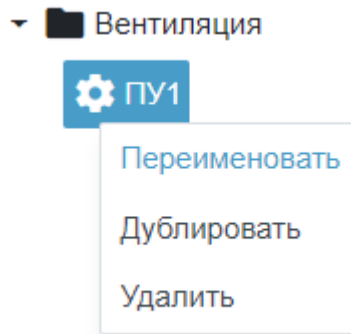 Вентиляция
ПУ1
Переименовать
Дублировать
Удалить